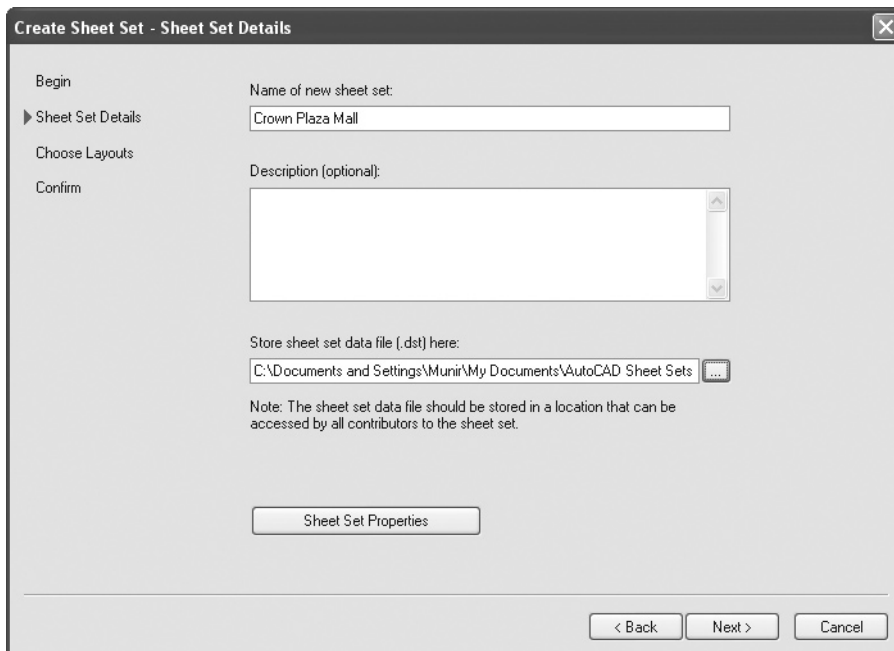 Create Sheet Set - Sheet Set Details
Begin
Sheet Set Details
Choose Layouts
Confirm
Name of new sheet set:
Crown Plaza Mall
Description (optional):
Store sheet set data file (.dst) here:
C:\Documents and Settings\Munir\My Documents\AutoCAD Sheet Sets
...
Note: The sheet set data file should be stored in a location that can be
accessed by all contributors to the sheet set.
Sheet Set Properties
< Back
Next >
Cancel